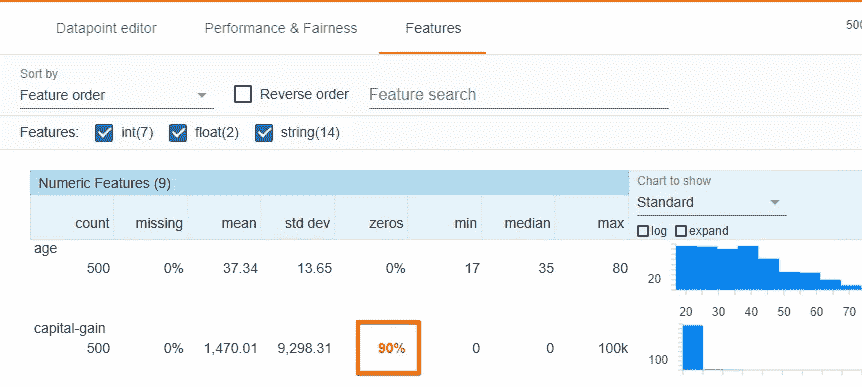 Datapoint editor Performance & Fairness Features 500
Sort by
Feature order Reverse order Feature search
Features: int(7) float(2) string(14)
Numeric Features (9) Chart to show
Standard
count missing mean std dev zeros min median max
log expand
age
500 0% 37.34 13.65 0% 17 35 80
20
20 30 40 50 60 70
capital-gain
500 0% 1,470.01 9,298.31 90% 0 0 100k
100